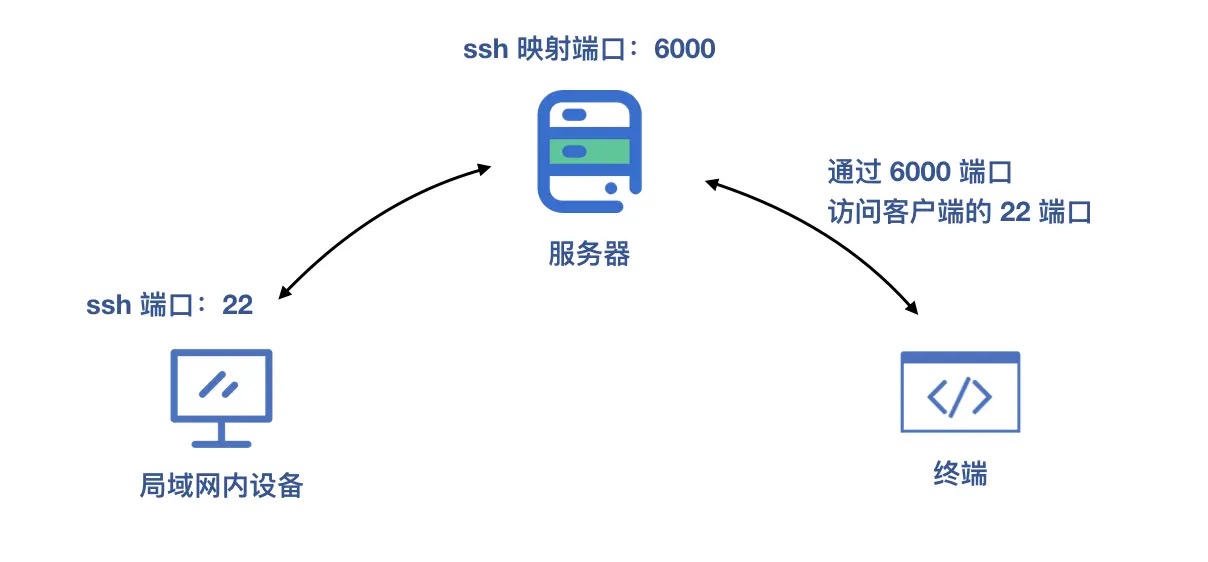 ssh 映射端口：6000
服务器
通过 6000 端口
访问客户端的 22 端口
ssh 端口：22
局域网内设备
终端